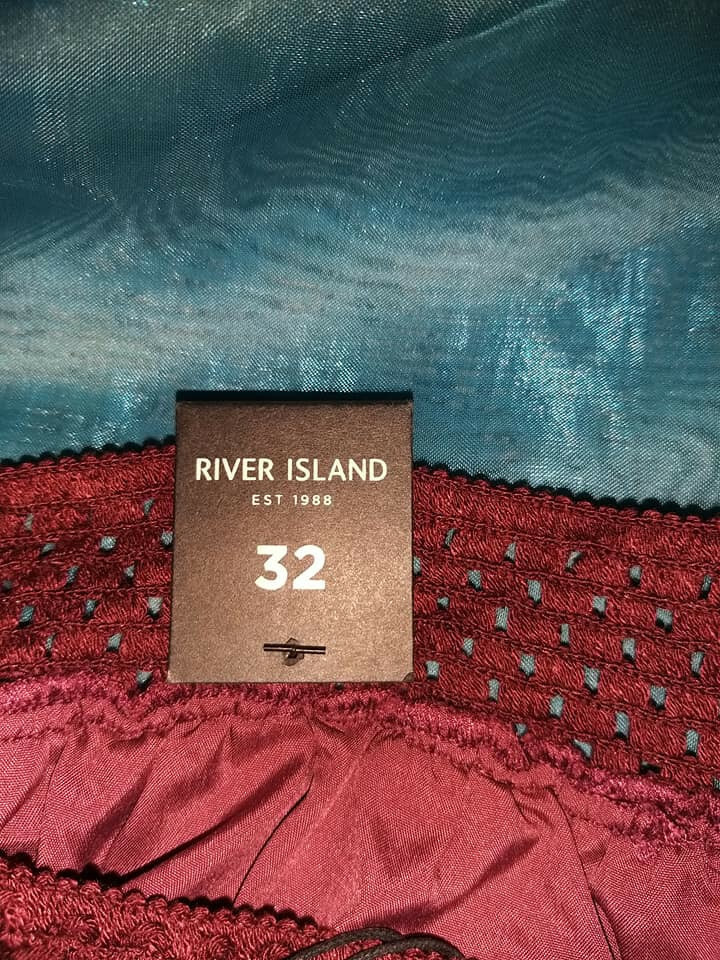 RIVER ISLAND
EST 1988
32